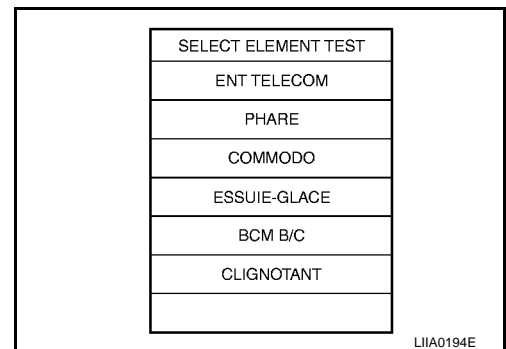 SELECT ELEMENT TEST
ENT TELECOM
PHARE
COMMODO
ESSUIE-GLACE
BCM B/C
CLIGNOTANT
LIIA0194E